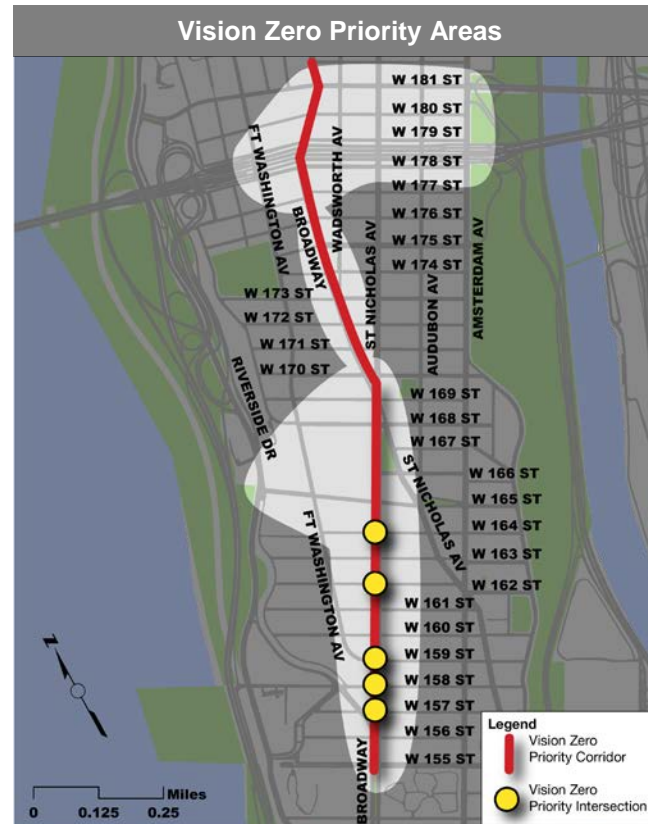 Vision Zero Priority Areas
W 181 ST
W 180 ST
W 179 ST
W 178 ST
W 177 ST
W 176 ST
W 175 ST
W 174 ST
FT WASHINGTON AV
BROADWAY
WADSWORTH AV
ST NICHOLAS AV
AUDUBON AV
AMSTERDAM AV
W 173 ST
W 172 ST
W 171 ST
W 170 ST
RIVERSIDE DR
W 169 ST
W 168 ST
W 167 ST
W 166 ST
W 165 ST
W 164 ST
W 163 ST
W 162 ST
ST NICHOLAS AV
FT WASHINGTON AV
W 161 ST
W 160 ST
W 159 ST
W 158 ST
W 157 ST
W 156 ST
W 155 ST
BROADWAY
N
Miles
0 0.125 0.25
Legend
Vision Zero
Priority Corridor
Vision Zero
Priority Intersection